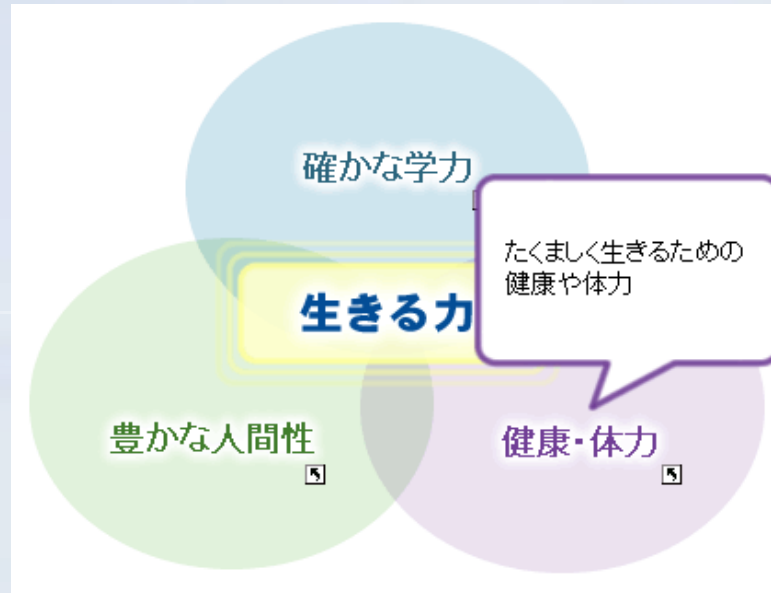 確かな学力
たくましく生きるための
健康や体力
生きる力
豊かな人間性
健康・体力